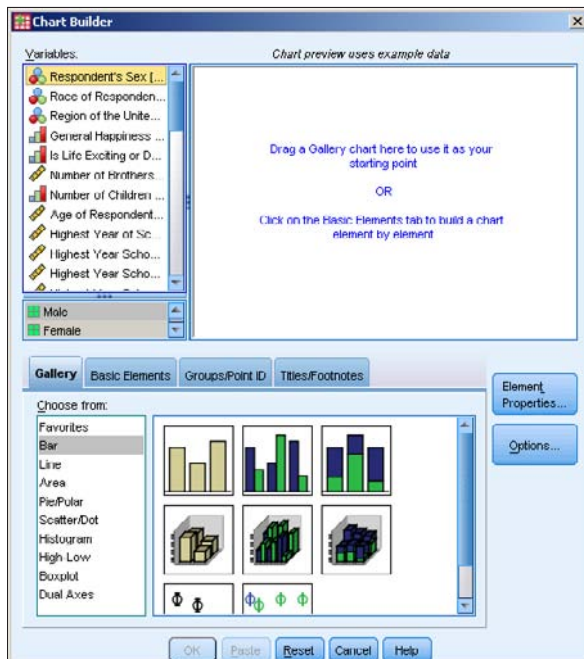 Chart Builder
Variables:
Chart preview uses example data
Respondent's Sex [...
Race of Responden...
Region of the Unite...
General Happiness ...
Is Life Exciting or D...
Number of Brothers...
Number of Children ...
Age of Respondent...
Highest Year of Sc...
Highest Year Scho...
Highest Year Scho...
Male
Female
Drag a Gallery chart here to use it as your
starting point
OR
Click on the Basic Elements tab to build a chart
element by element
Gallery
Basic Elements
Groups/Point ID
Titles/Footnotes
Choose from:
Favorites
Bar
Line
Area
Pie/Polar
Scatter/Dot
Histogram
High-Low
Boxplot
Dual Axes
Element
Properties...
Options...
OK
Paste
Reset
Cancel
Help